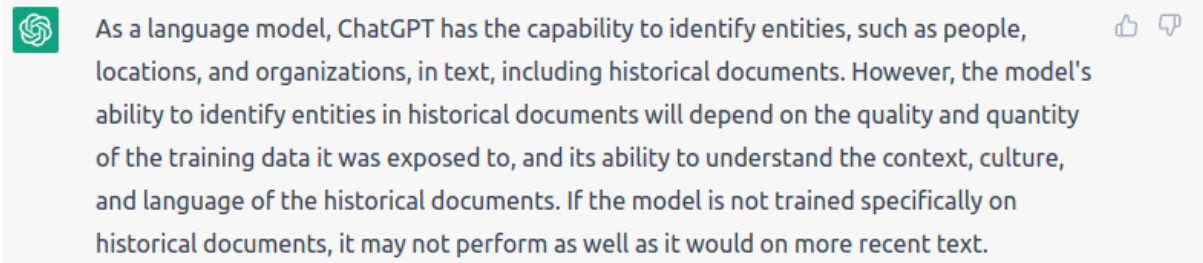 As a language model, ChatGPT has the capability to identify entities, such as people,
locations, and organizations, in text, including historical documents. However, the model's
ability to identify entities in historical documents will depend on the quality and quantity
of the training data it was exposed to, and its ability to understand the context, culture,
and language of the historical documents. If the model is not trained specifically on
historical documents, it may not perform as well as it would on more recent text.